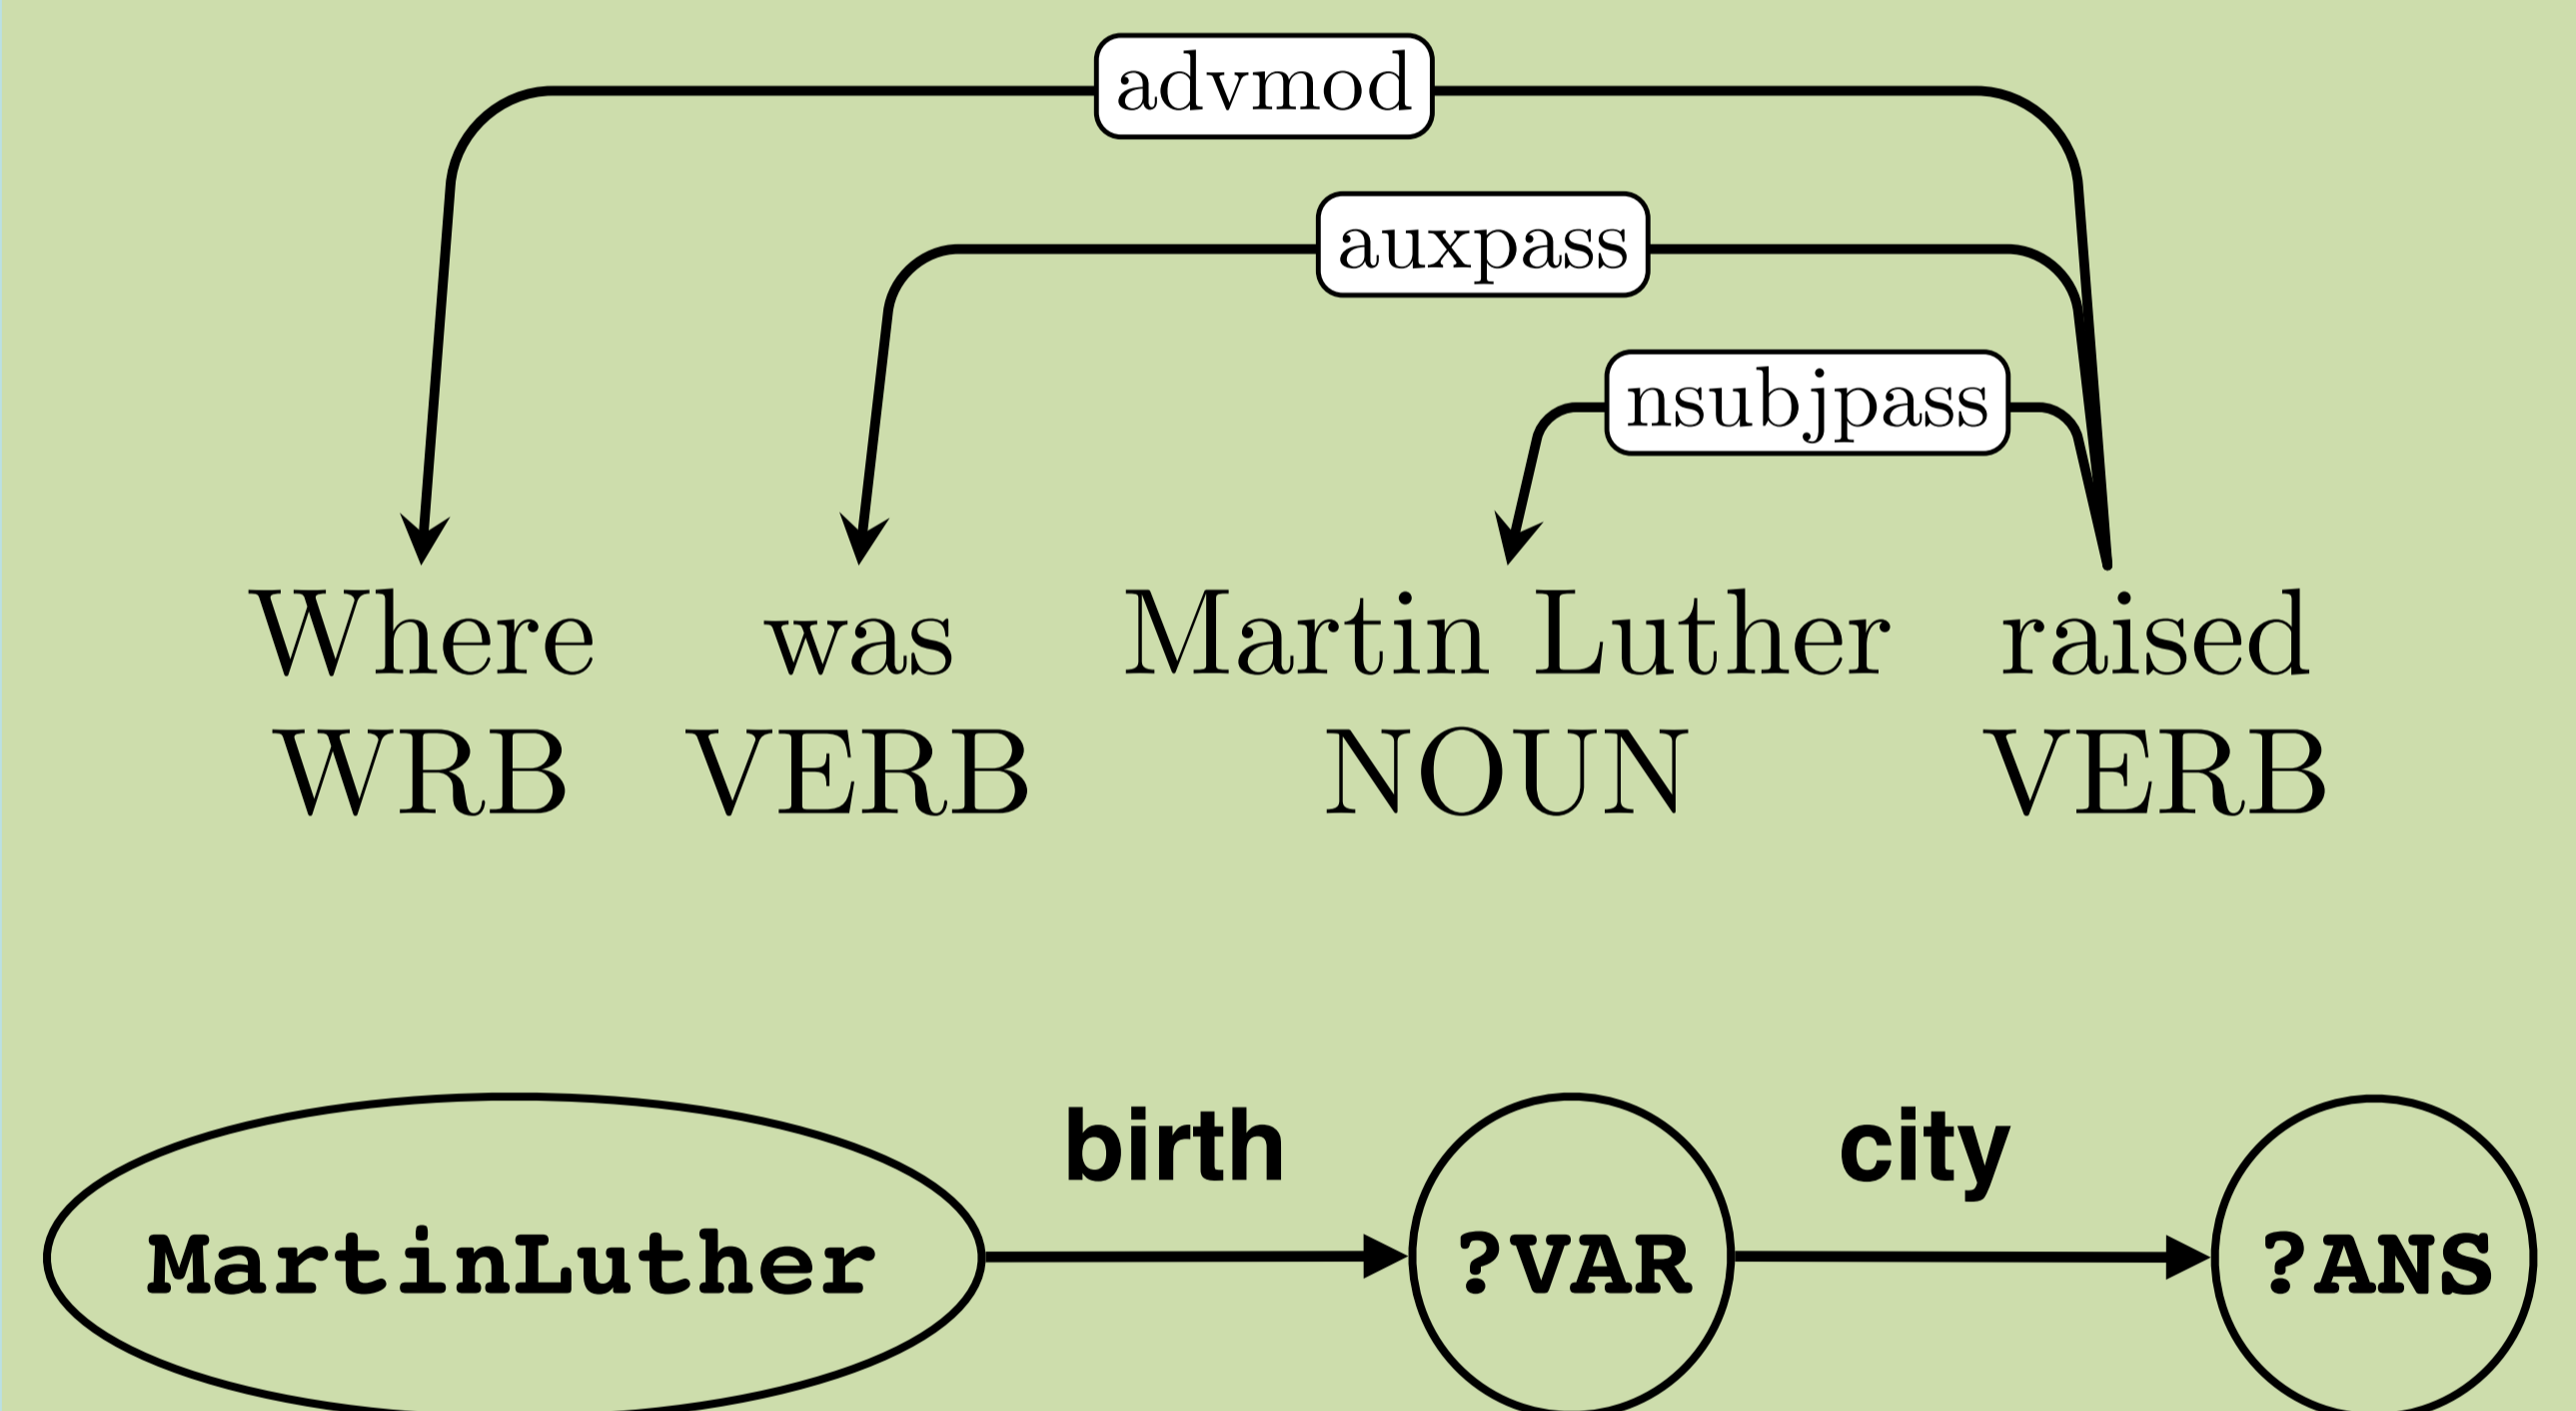 advmod
auxpass
nsubjpass
Where was Martin Luther raised
WRB VERB NOUN VERB
birth city
MartinLuther ?VAR ?ANS